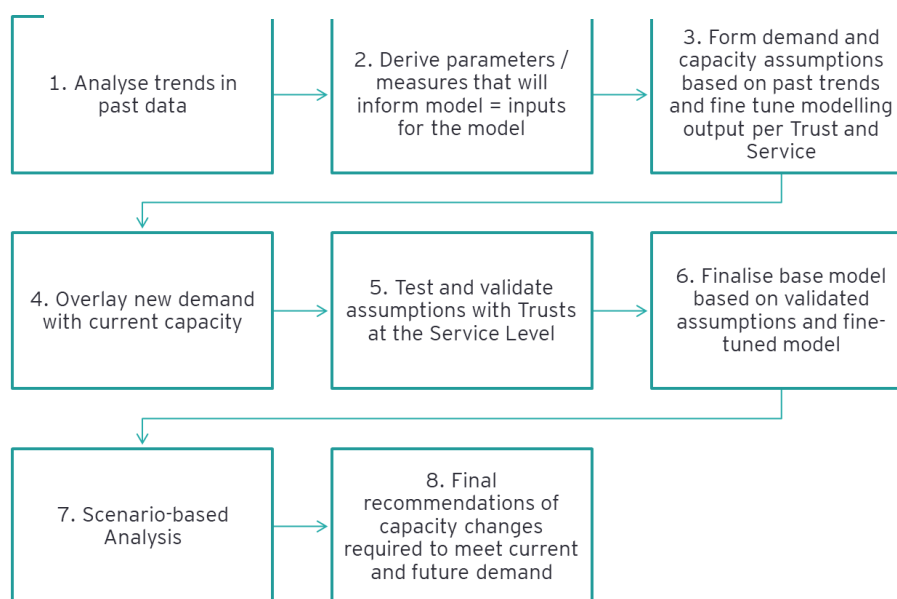 1. Analyse trends in
past data
2. Derive parameters /
measures that will
inform model = inputs
for the model
3. Form demand and
capacity assumptions
based on past trends
and fine tune modelling
output per Trust and
Service
4. Overlay new demand
with current capacity
5. Test and validate
assumptions with Trusts
at the Service Level
6. Finalise base model
based on validated
assumptions and fine-
tuned model
7. Scenario-based
Analysis
8. Final
recommendations of
capacity changes
required to meet current
and future demand